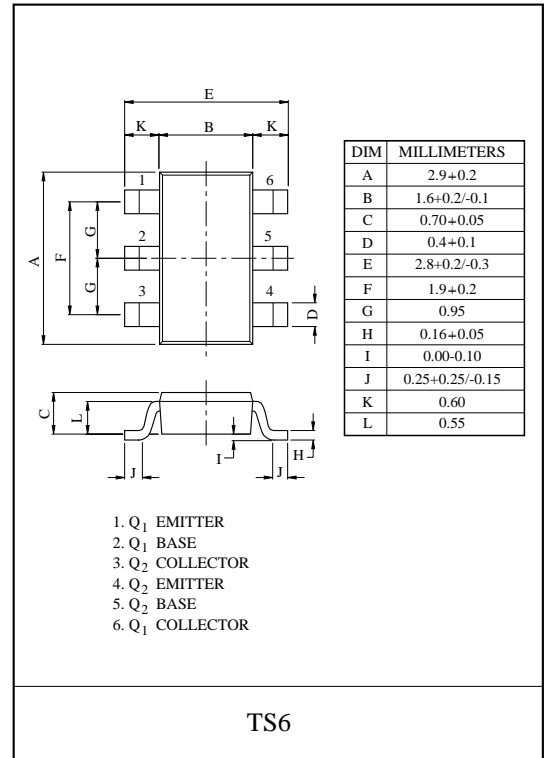 E
K B K
1 6
2 5
3 4
A
F
G
G
D
C
L
I
H
J
J
DIM MILLIMETERS
A 2.9+0.2
B 1.6+0.2/-0.1
C 0.70+0.05
D 0.4+0.1
E 2.8+0.2/-0.3
F 1.9+0.2
G 0.95
H 0.16+0.05
I 0.00-0.10
J 0.25+0.25/-0.15
K 0.60
L 0.55
1. Q1 EMITTER
2. Q1 BASE
3. Q2 COLLECTOR
4. Q2 EMITTER
5. Q2 BASE
6. Q1 COLLECTOR
TS6